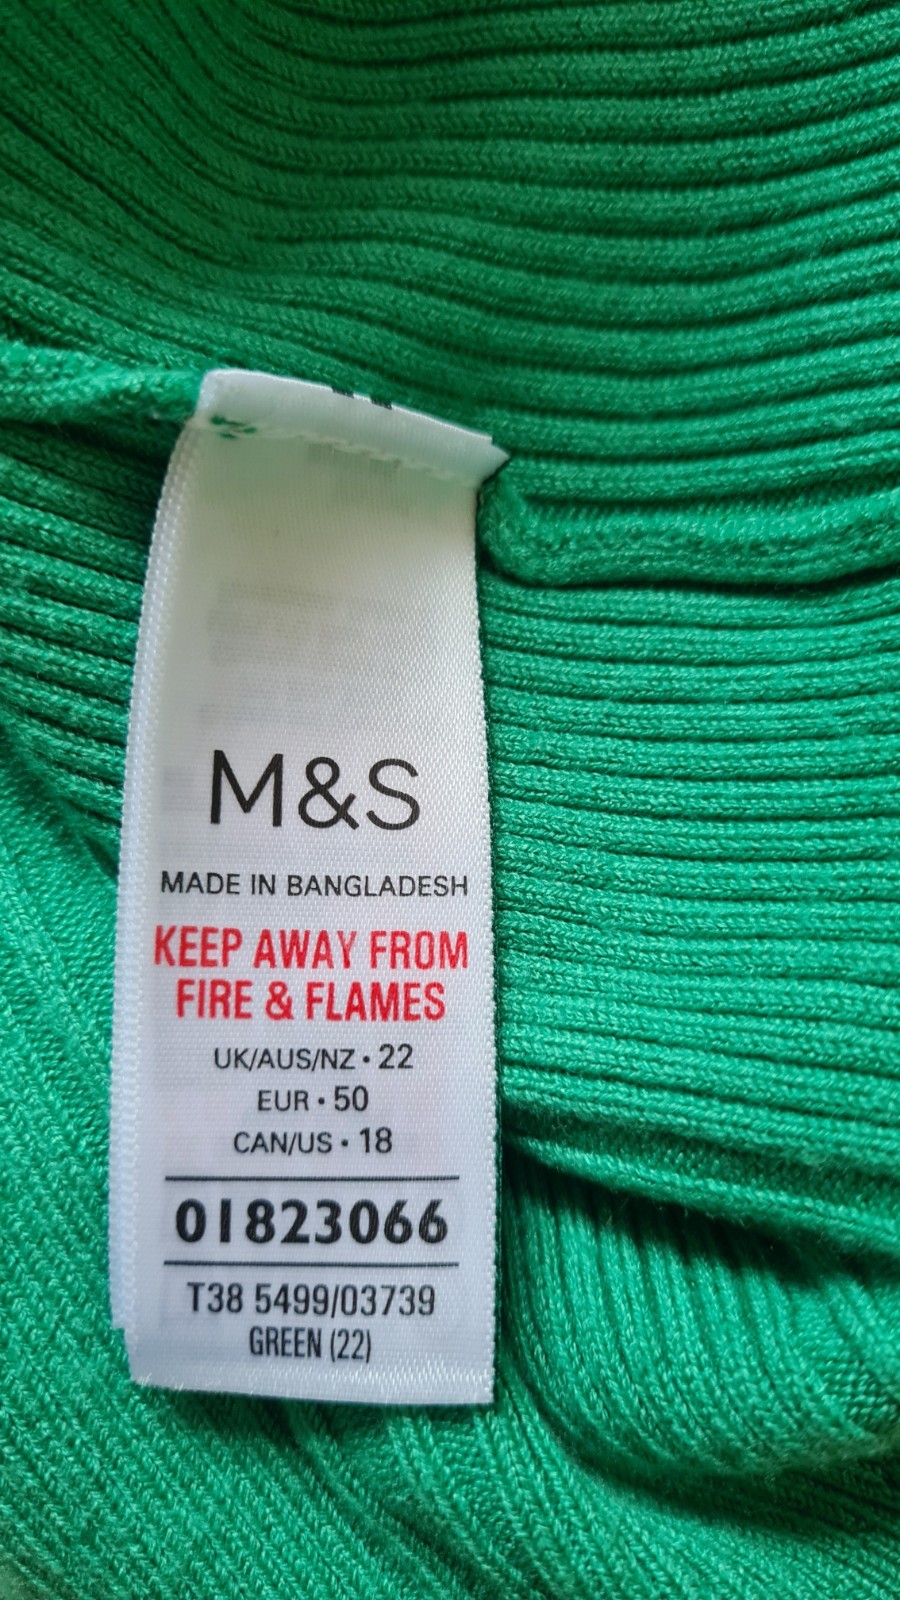 M&S
MADE IN BANGLADESH
KEEP AWAY FROM
FIRE & FLAMES
UK/AUS/NZ • 22
EUR • 50
CAN/US • 18
01823066
T38 5499/03739
GREEN (22)